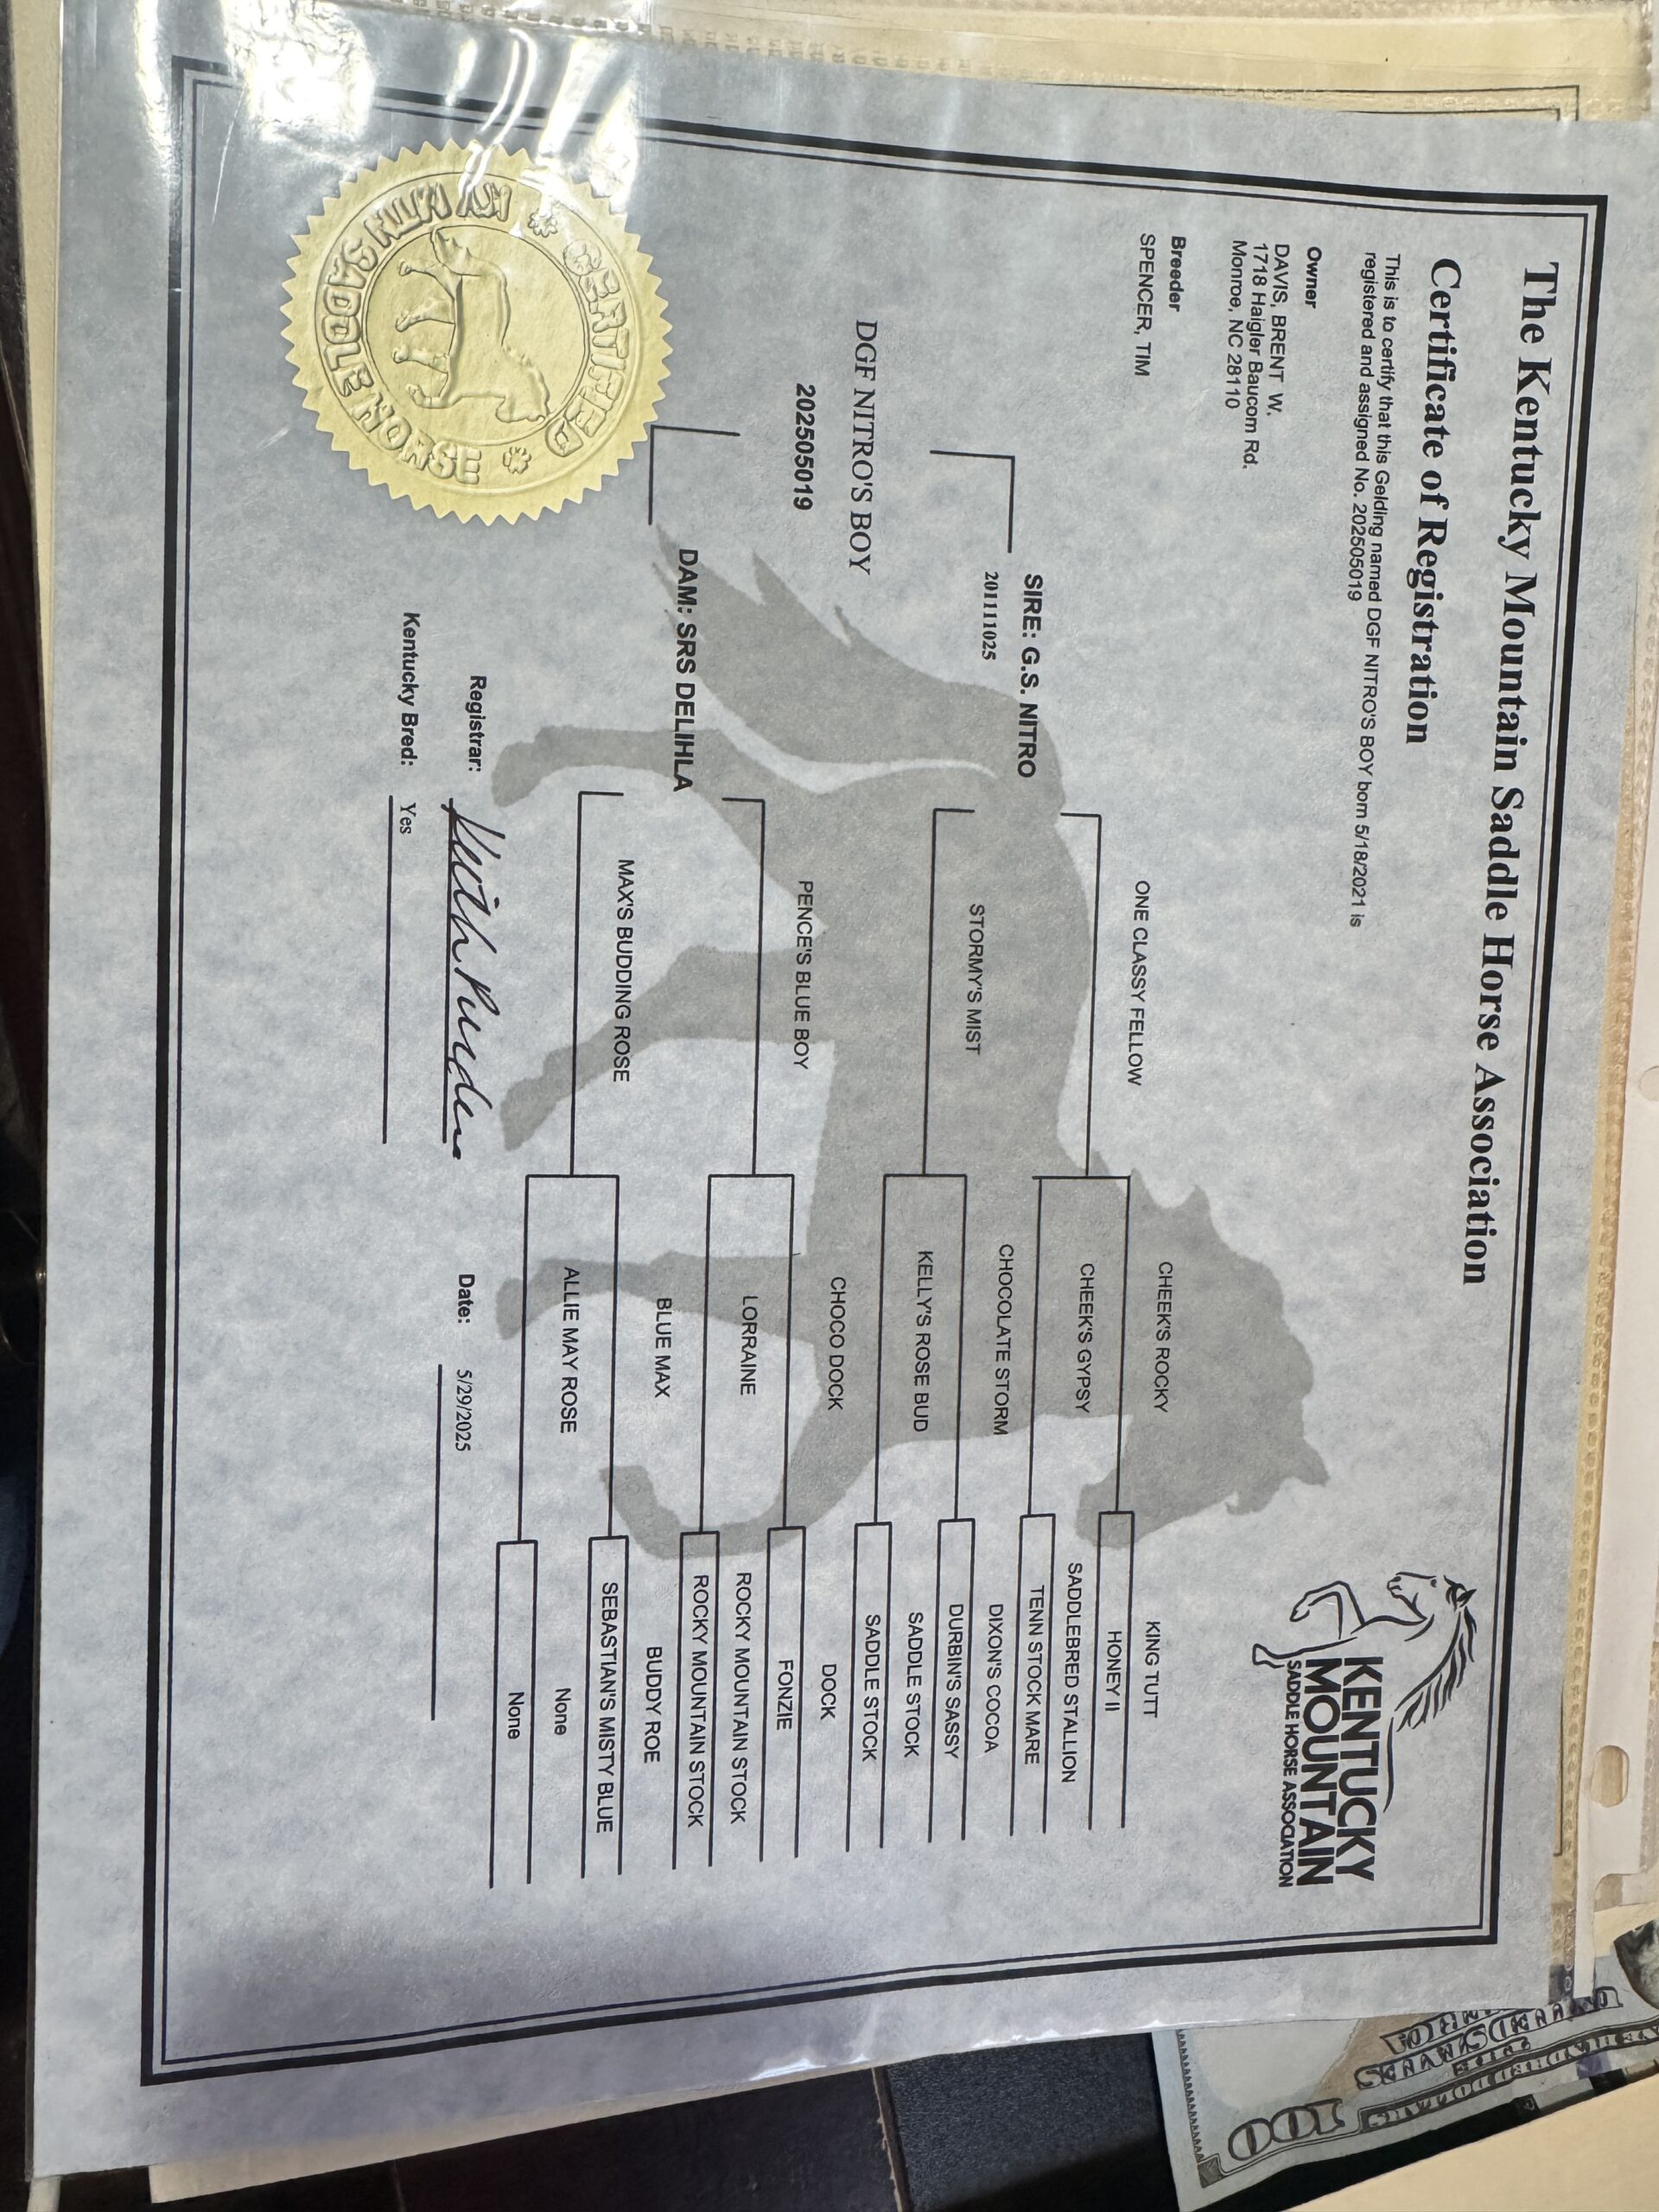 The Kentucky Mountain Saddle Horse Association
Certificate of Registration
This is to certify that this Gelding named DGF NITRO'S BOY born 5/18/2021 is
registered and assigned No. 202505019
KENTUCKY
MOUNTAIN
SADDLE HORSE ASSOCIATION
Owner
DAVIS, BRENT W.
1718 Haigler Baucom Rd.
Monroe, NC 28110
Breeder
SPENCER, TIM
KING TUTT
CHEEK'S ROCKY
HONEY II
ONE CLASSY FELLOW
SADDLEBRED STALLION
CHEEK'S GYPSY
TENN STOCK MARE
SIRE: G.S. NITRO
20111025
DIXON'S COCOA
CHOCOLATE STORM
DURBIN'S SASSY
STORMY'S MIST
SADDLE STOCK
KELLY'S ROSE BUD
SADDLE STOCK
DGF NITRO'S BOY
202505019
DOCK
CHOCO DOCK
FONZIE
PENCE'S BLUE BOY
ROCKY MOUNTAIN STOCK
LORRAINE
ROCKY MOUNTAIN STOCK
DAM: SRS DELIHLA
BUDDY ROE
BLUE MAX
SEBASTIAN'S MISTY BLUE
MAX'S BUDDING ROSE
None
ALLIE MAY ROSE
None
CERTIFIED
KY MTN SADDLE HORSE
Registrar:
Date: 5/29/2025
Kentucky Bred: Yes
100